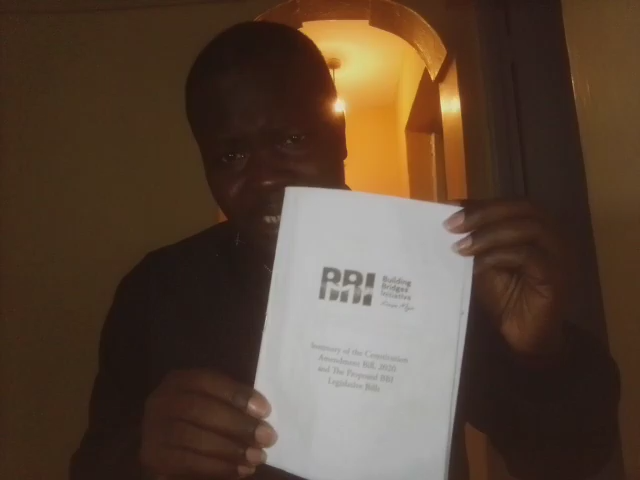 BBI
Building
Bridges
Initiative
Summary of the Constitution
Amendment Bill, 2020
and The Proposed BBI
Legislative Bills